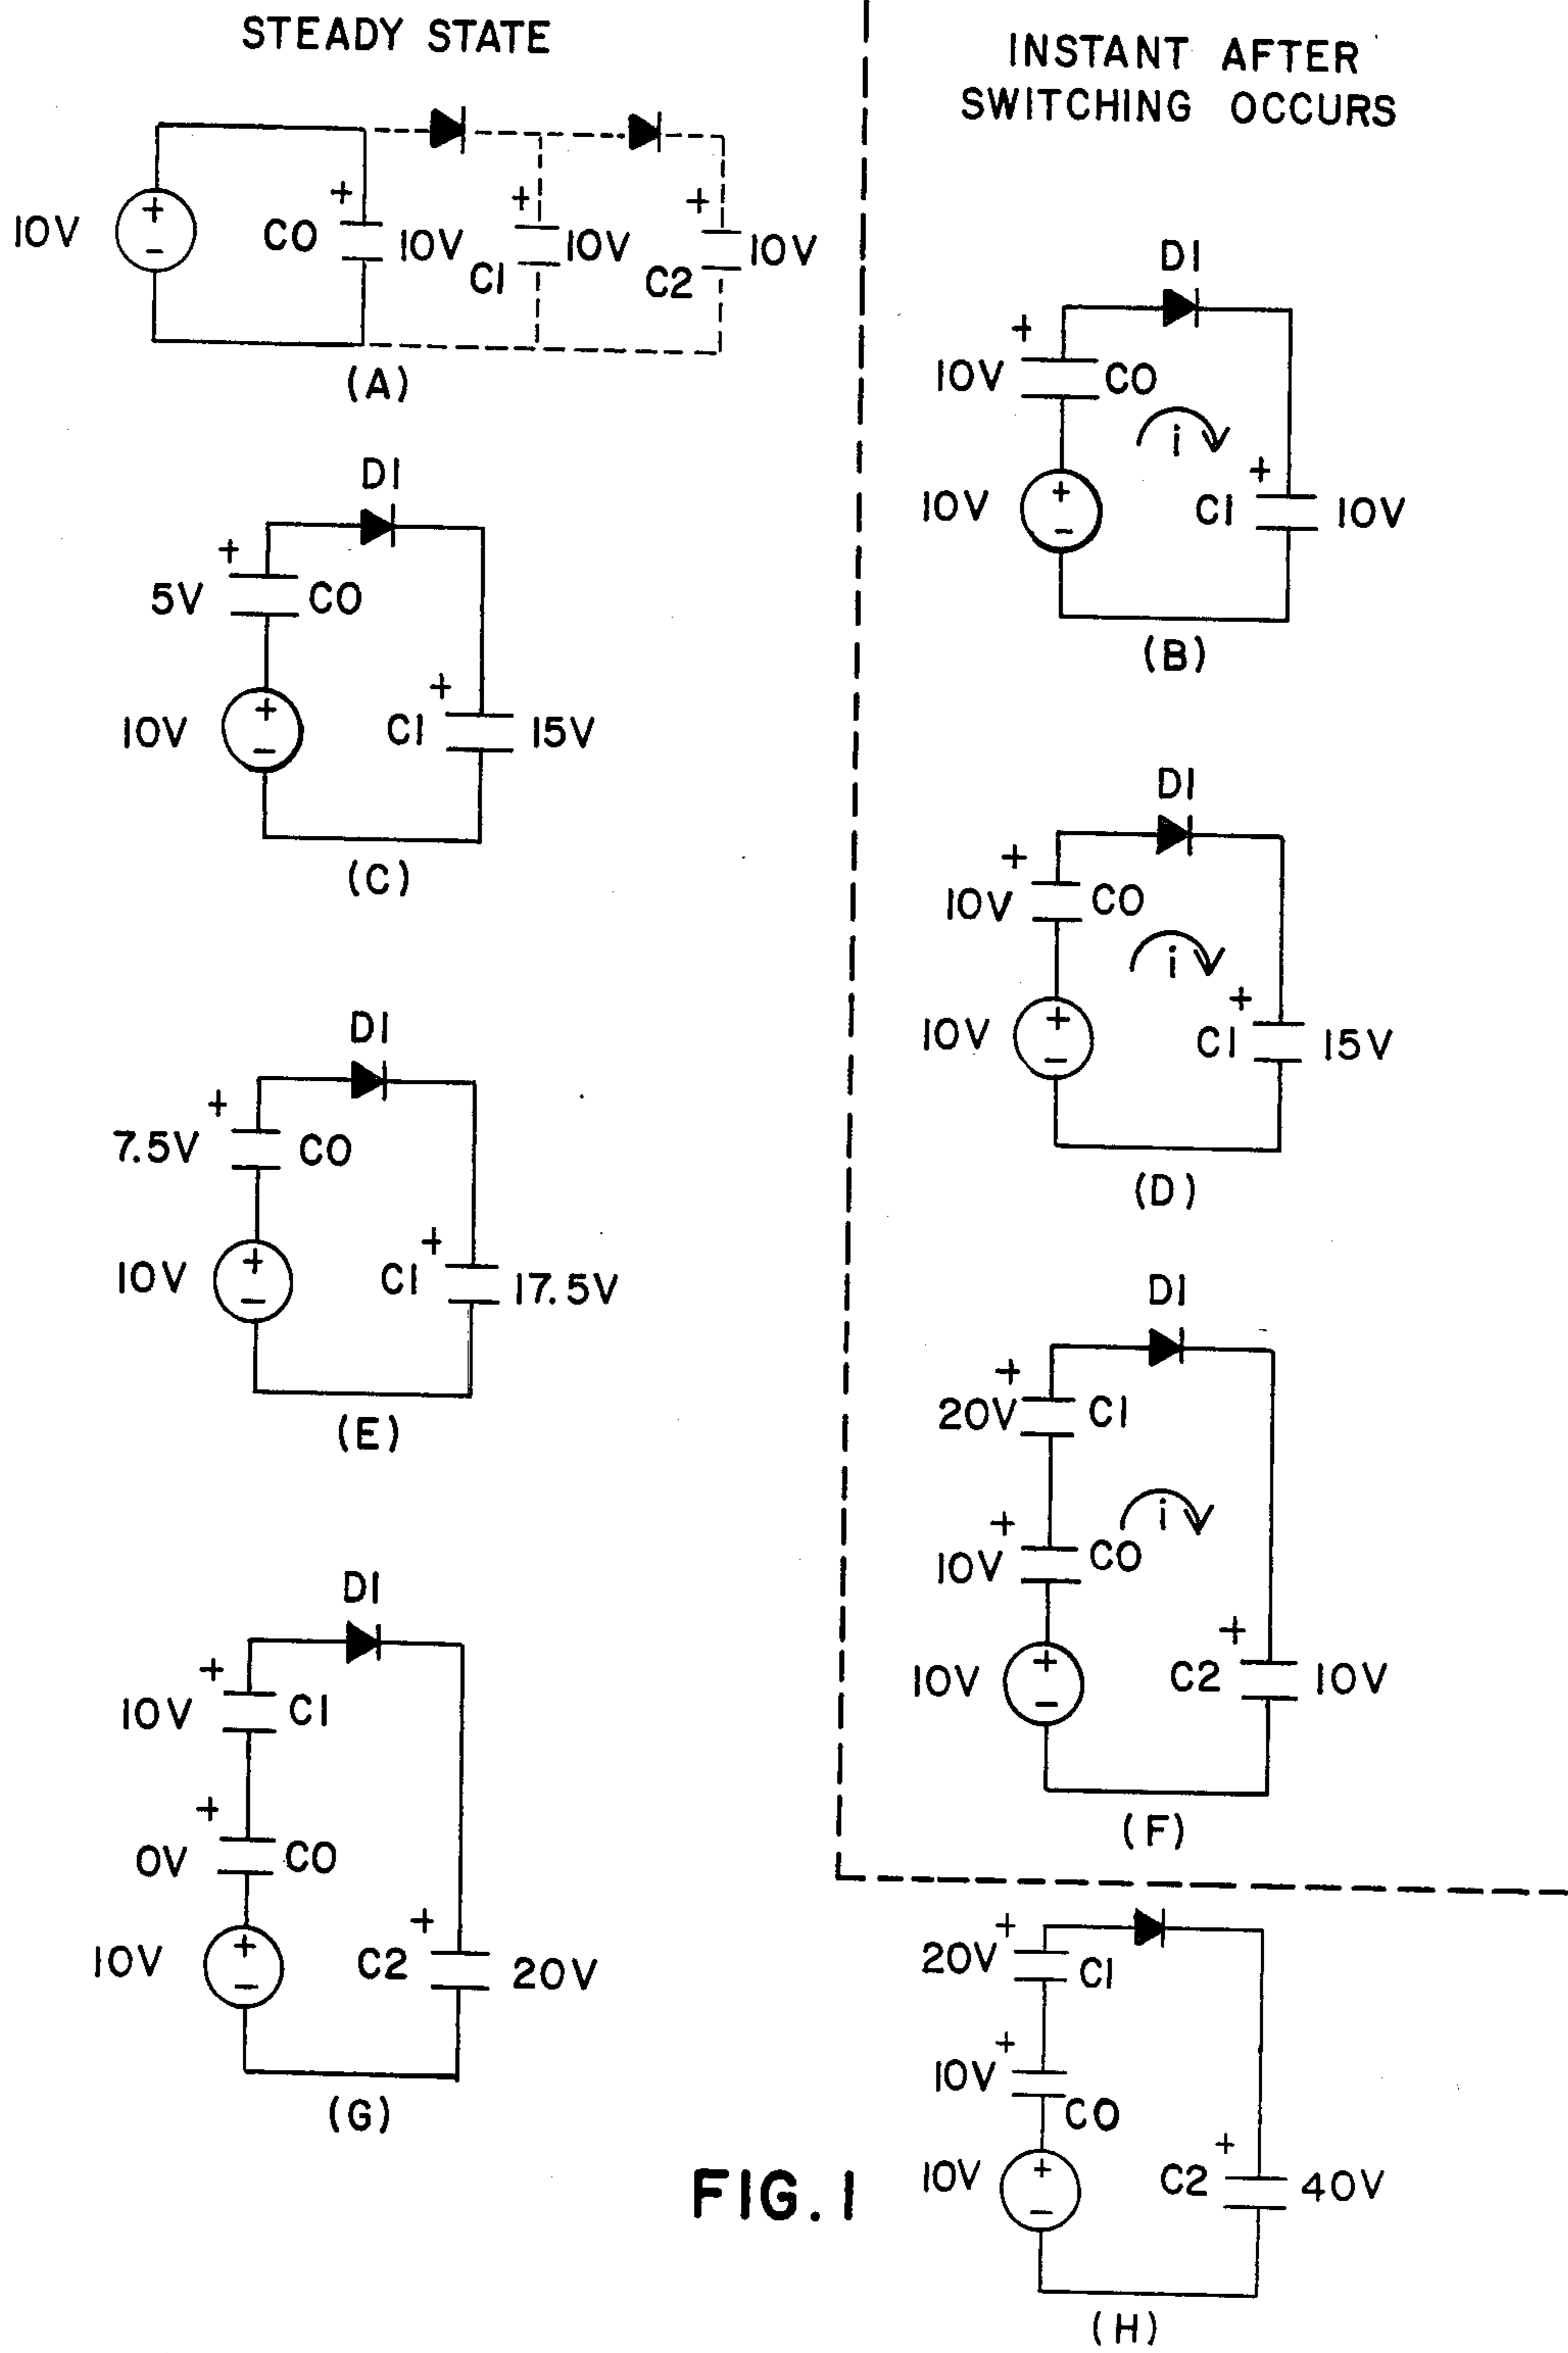 STEADY STATE
INSTANT AFTER
SWITCHING OCCURS
10V
+
-
+
CO
10V
+
C1
10V
+
C2
10V
(A)
D1
+
10V
CO
i
10V
+
-
+
C1
10V
(B)
D1
+
5V
CO
10V
+
-
+
C1
15V
(C)
D1
+
10V
CO
i
10V
+
-
+
C1
15V
(D)
D1
+
7.5V
CO
10V
+
-
+
C1
17.5V
(E)
D1
+
20V
C1
+
10V
CO
i
10V
+
-
+
C2
10V
(F)
D1
+
10V
C1
+
0V
CO
10V
+
-
+
C2
20V
(G)
+
20V
C1
+
10V
CO
10V
+
-
+
C2
40V
(H)
FIG. 1